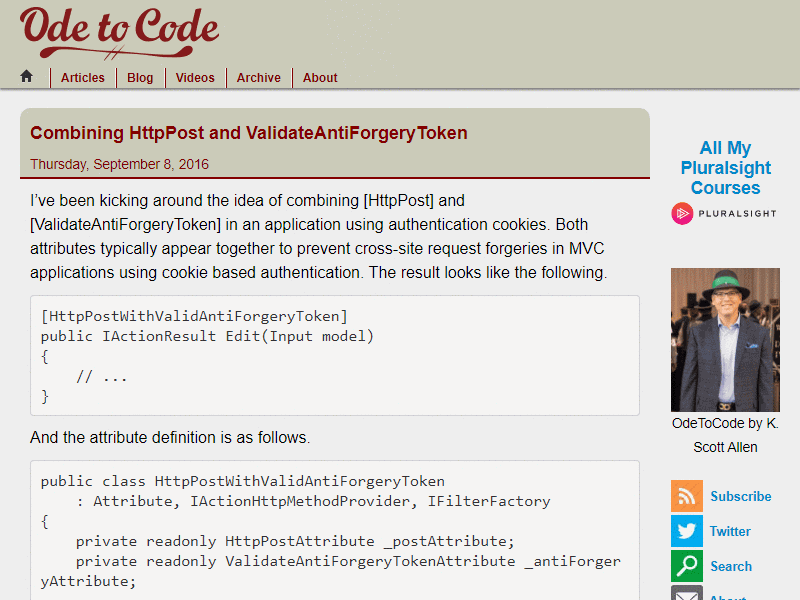 Ode to Code
Articles
Blog
Videos
Archive
About
Combining HttpPost and ValidateAntiForgeryToken
Thursday, September 8, 2016
I’ve been kicking around the idea of combining [HttpPost] and
[ValidateAntiForgeryToken] in an application using authentication cookies. Both
attributes typically appear together to prevent cross-site request forgeries in MVC
applications using cookie based authentication. The result looks like the following.
[HttpPostWithValidAntiForgeryToken]
public IActionResult Edit(Input model)
{
    // ...
}
And the attribute definition is as follows.
public class HttpPostWithValidAntiForgeryToken
    : Attribute, IActionHttpMethodProvider, IFilterFactory
{
    private readonly HttpPostAttribute _postAttribute;
    private readonly ValidateAntiForgeryTokenAttribute _antiForger
yAttribute;
All My
Pluralsight
Courses
PLURALSIGHT
OdeToCode by K.
Scott Allen
Subscribe
Twitter
Search
About